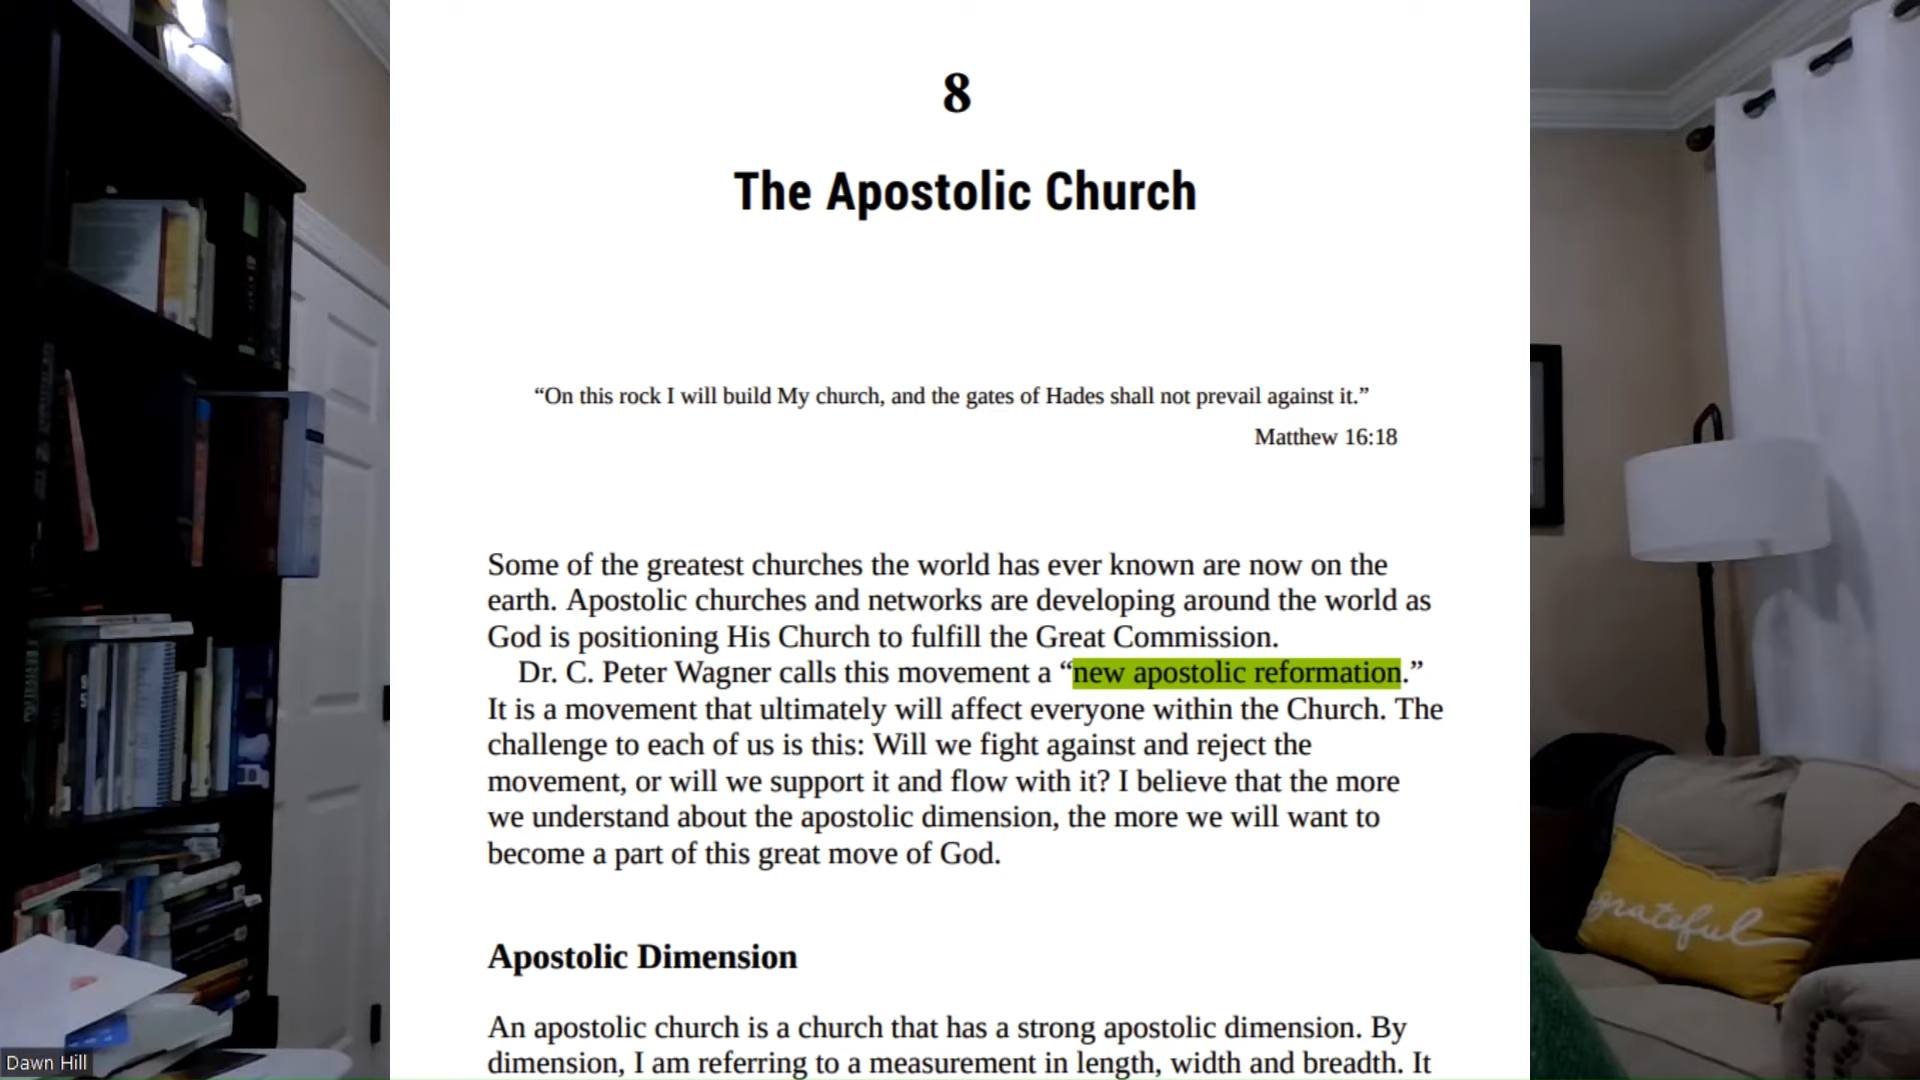 8
The Apostolic Church
“On this rock I will build My church, and the gates of Hades shall not prevail against it.”
Matthew 16:18
Some of the greatest churches the world has ever known are now on the
earth. Apostolic churches and networks are developing around the world as
God is positioning His Church to fulfill the Great Commission.
Dr. C. Peter Wagner calls this movement a “new apostolic reformation.”
It is a movement that ultimately will affect everyone within the Church. The
challenge to each of us is this: Will we fight against and reject the
movement, or will we support it and flow with it? I believe that the more
we understand about the apostolic dimension, the more we will want to
become a part of this great move of God.
Apostolic Dimension
An apostolic church is a church that has a strong apostolic dimension. By
dimension, I am referring to a measurement in length, width and breadth. It
grateful
Dawn Hill